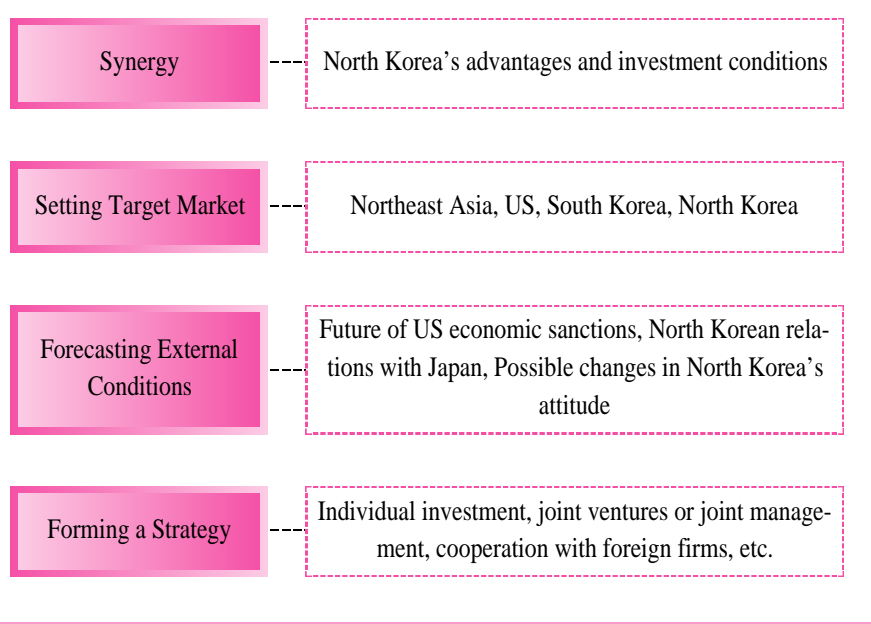 Synergy
North Korea's advantages and investment conditions
Setting Target Market
Northeast Asia, US, South Korea, North Korea
Forecasting External
Conditions
Future of US economic sanctions, North Korean rela-
tions with Japan, Possible changes in North Korea's
attitude
Forming a Strategy
Individual investment, joint ventures or joint manage-
ment, cooperation with foreign firms, etc.